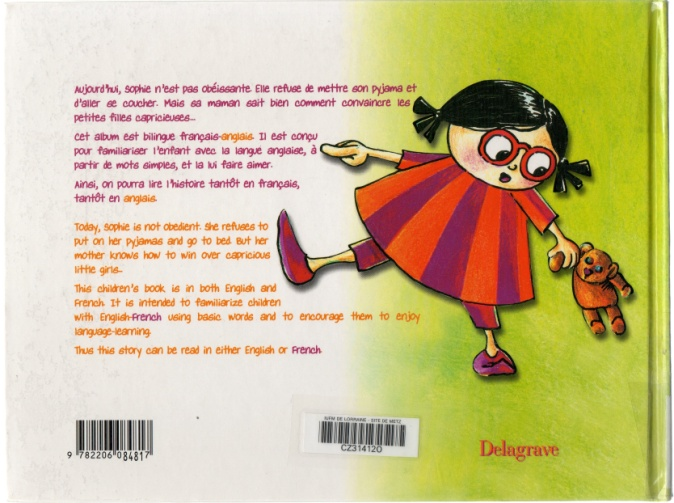 Aujourd'hui, Sophie n'est pas obéissante. Elle refuse de mettre son pyjama et
d'aller se coucher. Mais sa maman sait bien comment convaincre les
petites filles capricieuses...
Cet album est bilingue français-anglais. Il est conçu
pour familiariser l'enfant avec la langue anglaise, à
partir de mots simples, et la lui faire aimer.
Ainsi, on pourra lire l'histoire tantôt en français,
tantôt en anglais.
Today, Sophie is not obedient. She refuses to
put on her pyjamas and go to bed. But her
mother knows how to win over capricious
little girls...
This children's book is in both English and
French. It is intended to familiarize children
with English-French using basic words and to encourage them to enjoy
language-learning.
Thus this story can be read in either English or French.
9 782206 084817
IUFM DE LORRAINE - SITE DE METZ
CZ314120
Delagrave